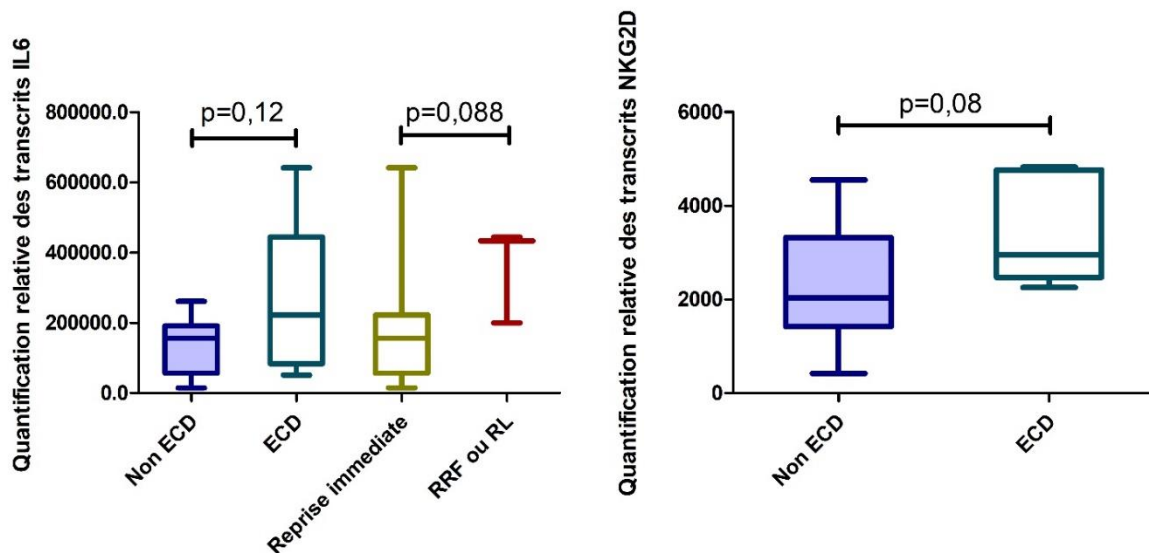 Quantification relative des transcrits IL6
800000.0
600000.0
400000.0
200000.0
0.0
p=0,12
p=0,088
Non ECD
ECD
Reprise immediate
RRF ou RL
Quantification relative des transcrits NKG2D
6000
4000
2000
0
p=0,08
Non ECD
ECD